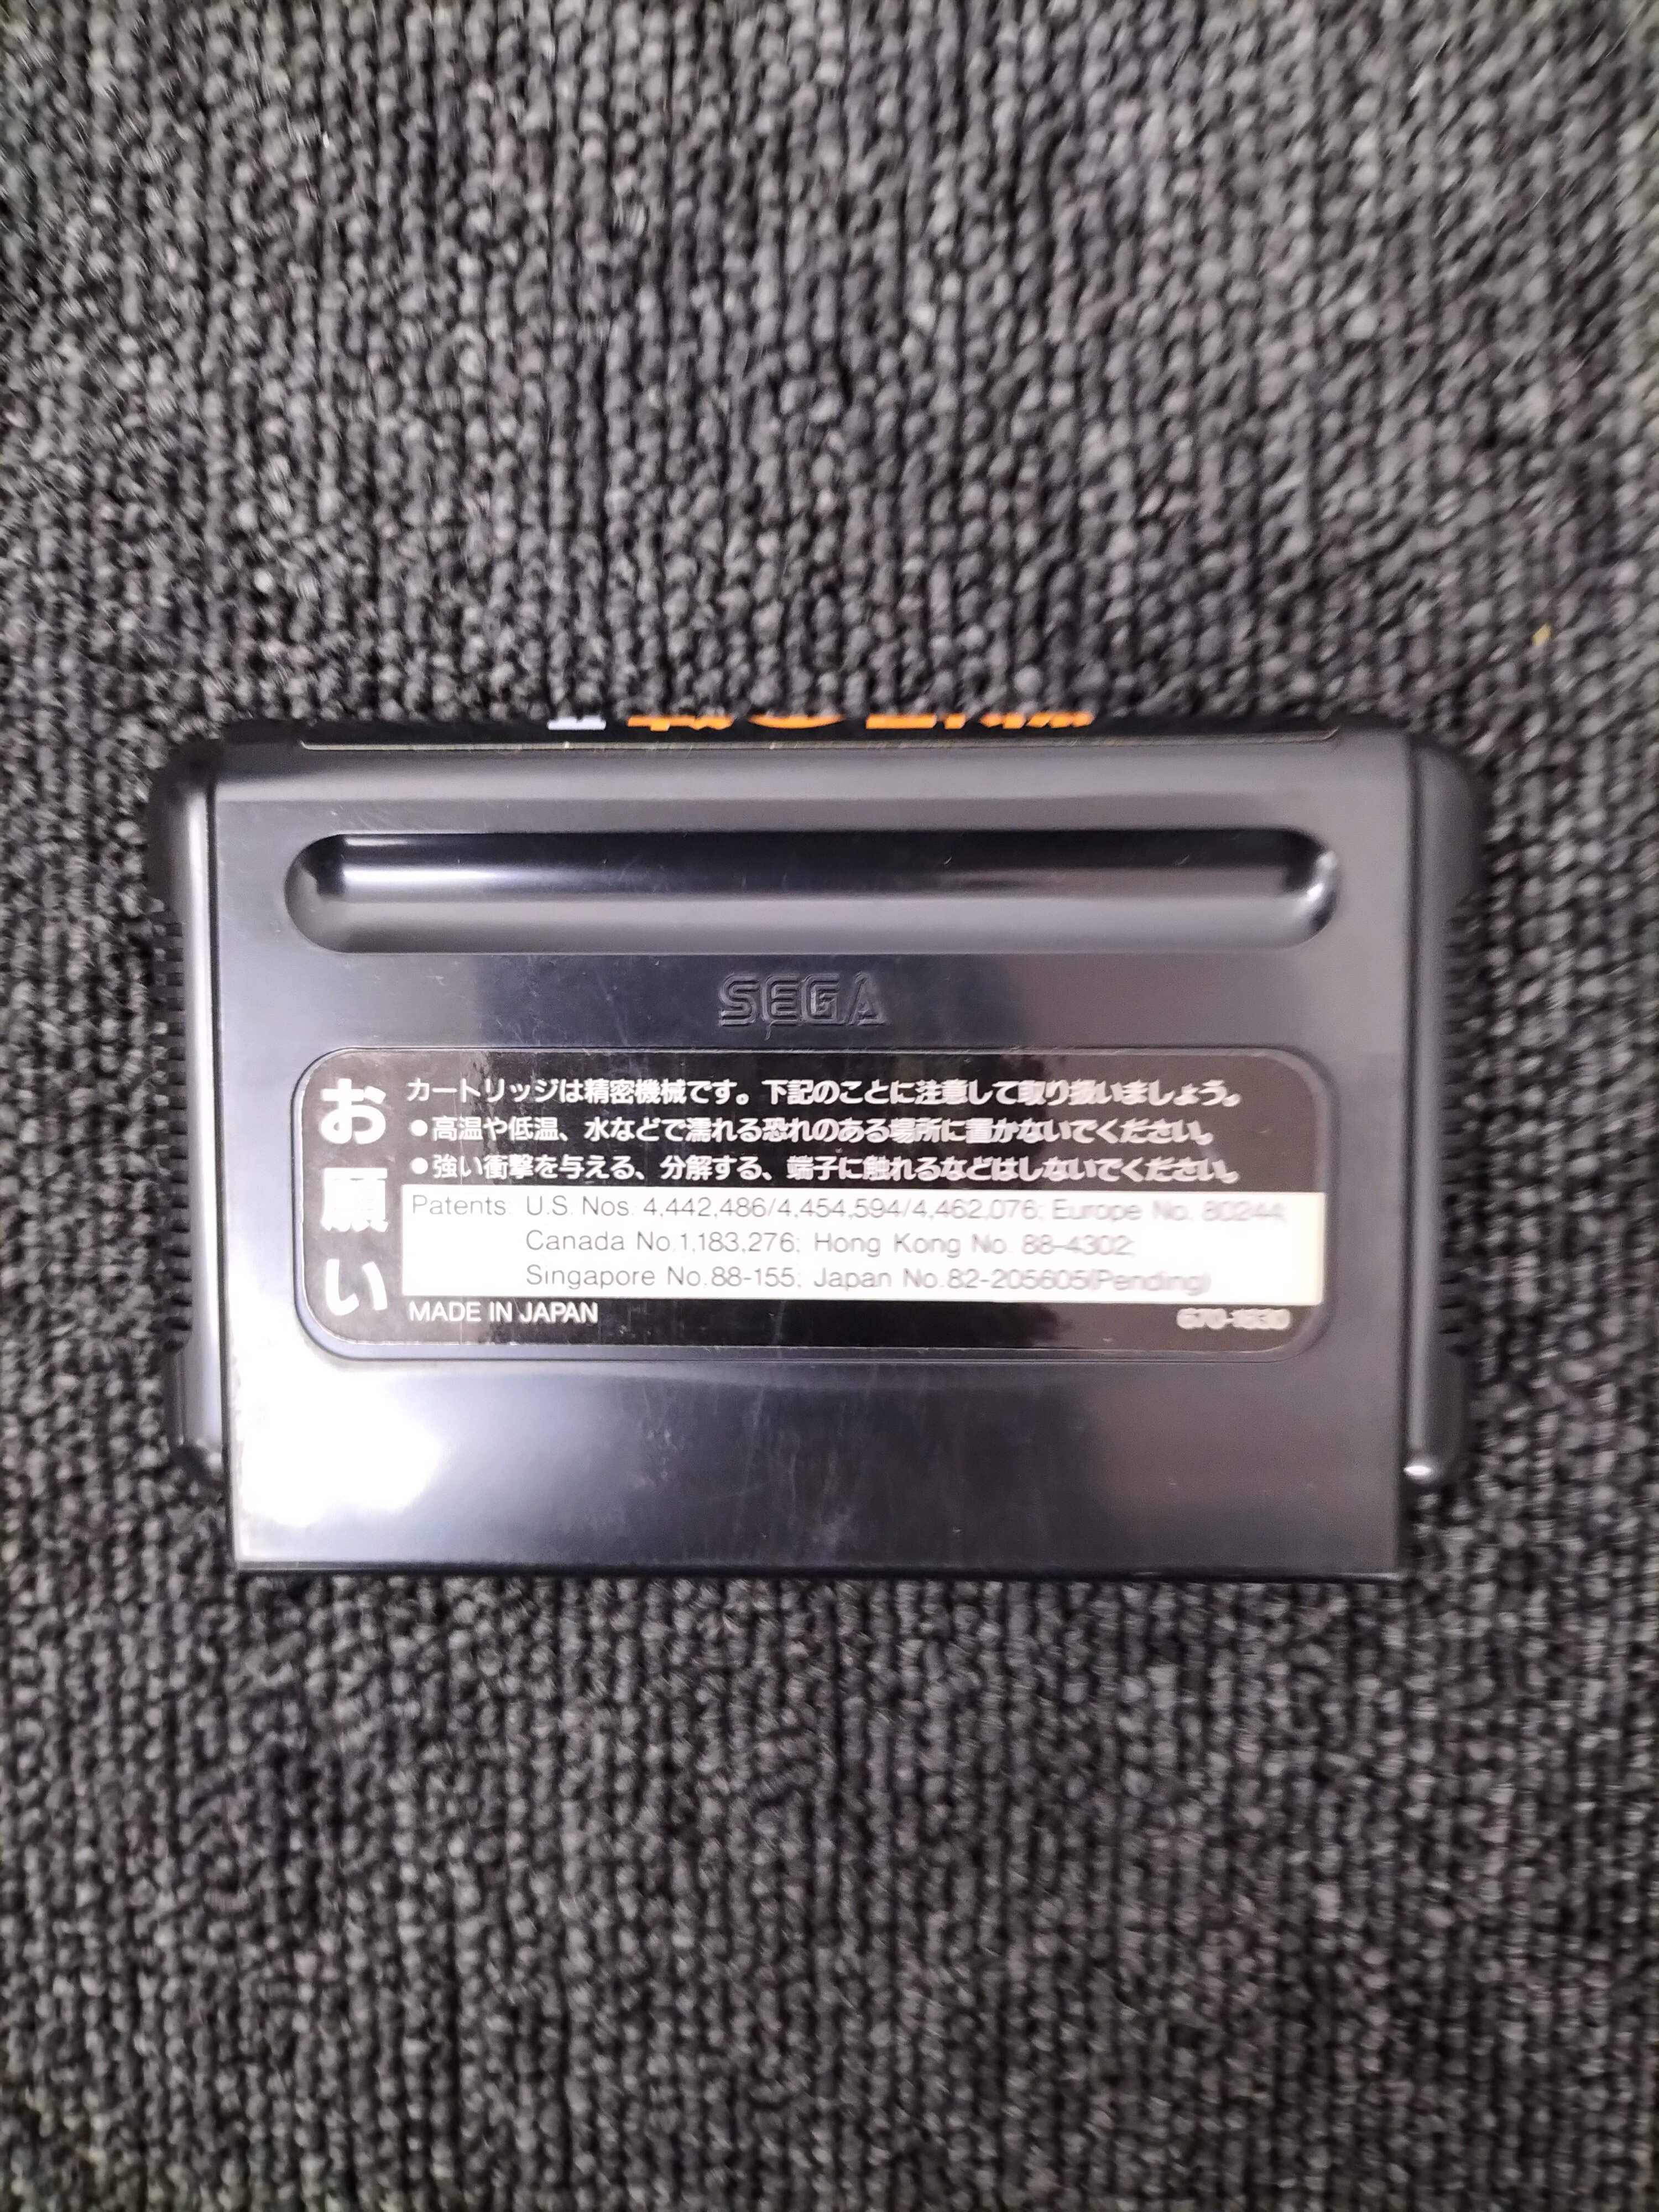 SEGA
お願い
カートリッジは精密機械です。下記のことに注意して取り扱いましょう。
●高温や低温、水などで濡れる恐れのある場所に置かないでください。
●強い衝撃を与える、分解する、端子に触れるなどはしないでください。
Patents U.S. Nos. 4,442,486/4,454,594/4,462,076; Europe No. 80244;
Canada No.1,183,276; Hong Kong No. 88-4302;
Singapore No.88-155; Japan No.82-205605(Pending)
MADE IN JAPAN